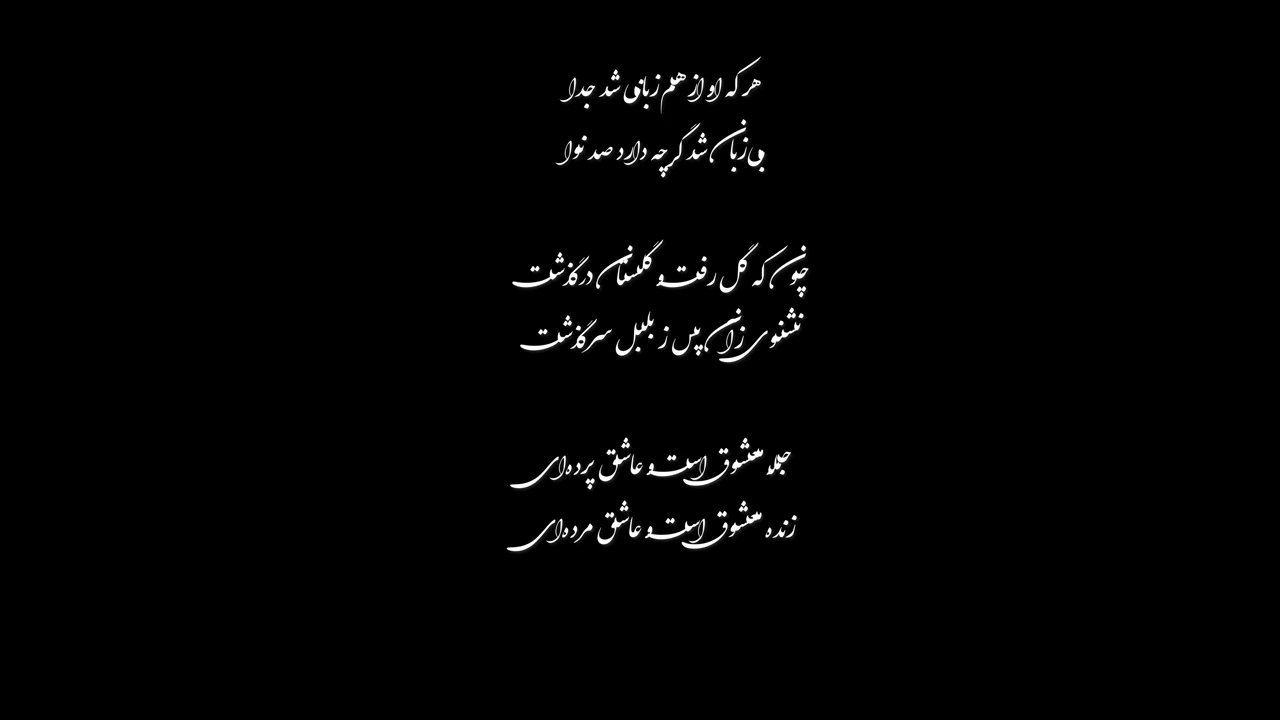 هر که او از هم زبانی شد جدا
بی‌زبان شد گرچه دارد صد نوا
چون که گل رفت و گلستان درگذشت
نشنوی زان پس ز بلبل سرگذشت
جمله معشوق است و عاشق پرده‌ای
زنده معشوق است و عاشق مرده‌ای